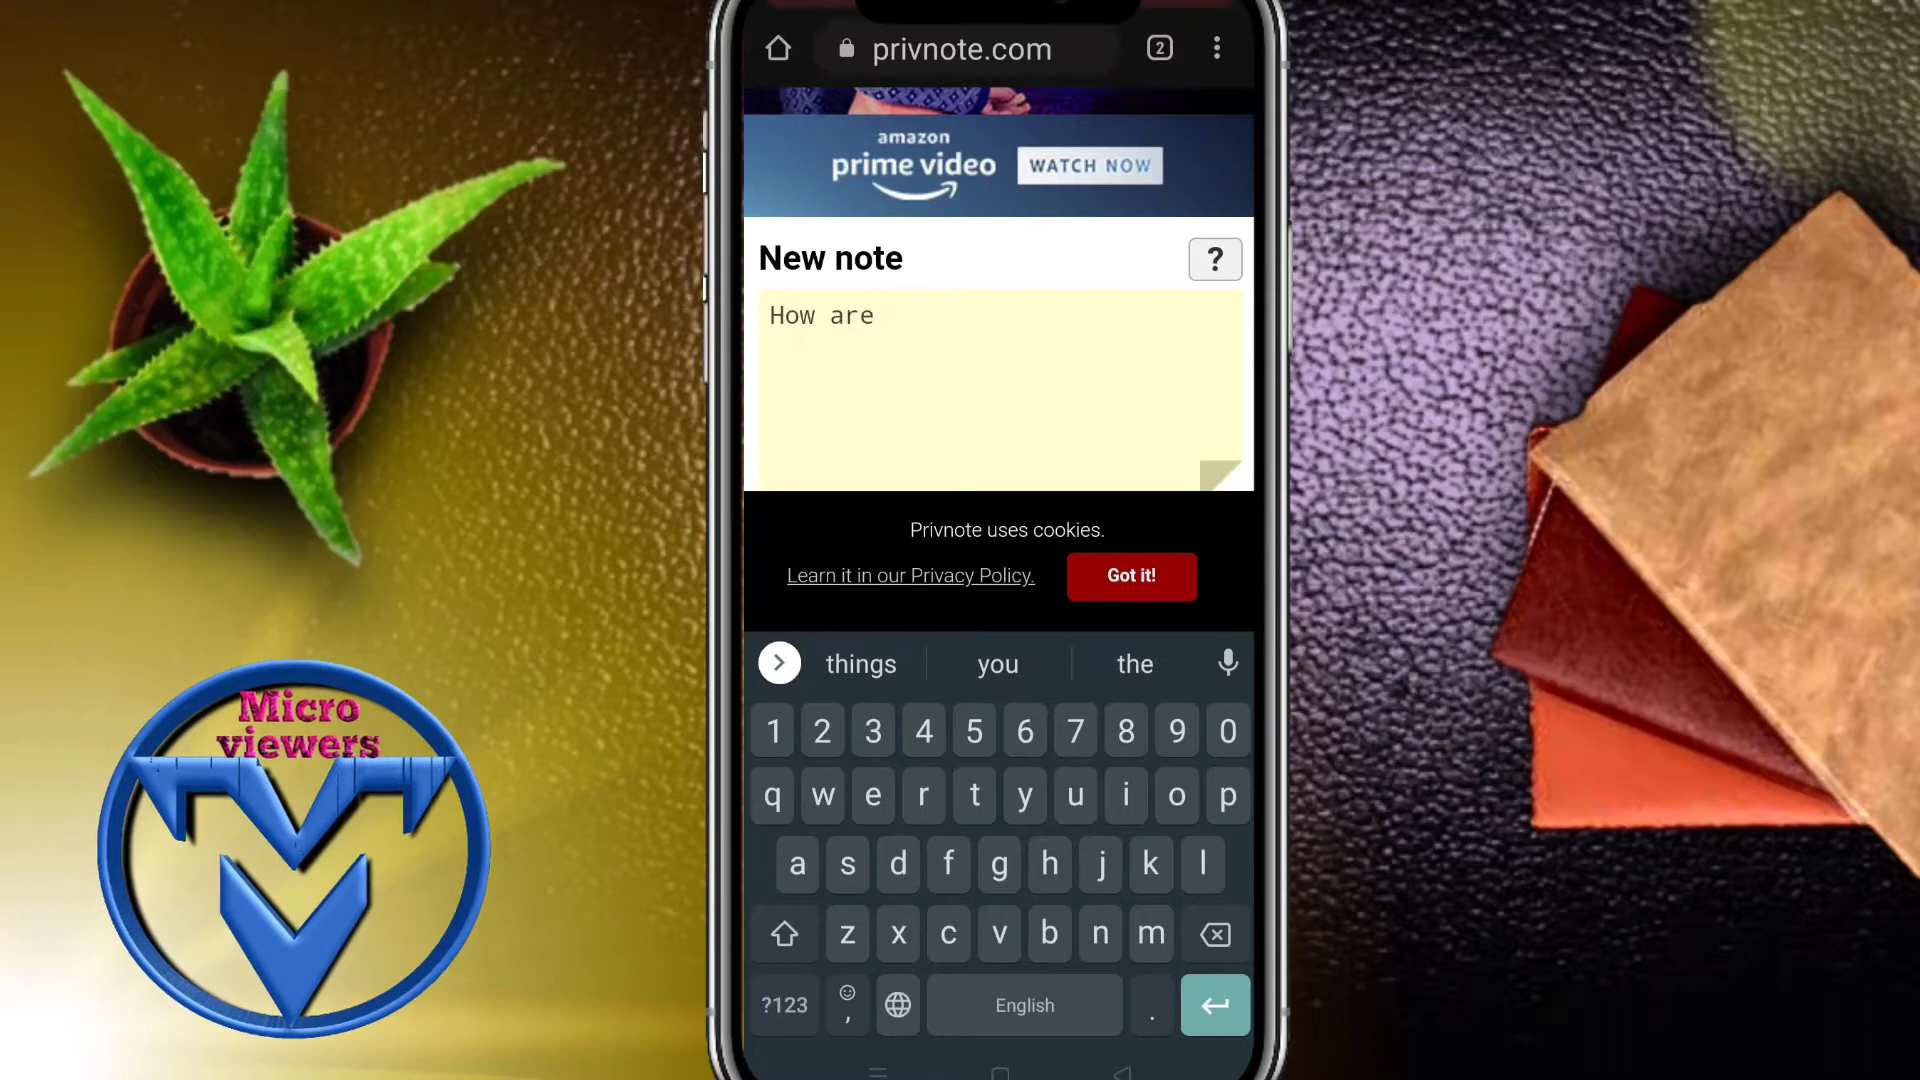 privnote.com
2
amazon
prime video
WATCH NOW
New note
?
How are
Privnote uses cookies.
Learn it in our Privacy Policy.
Got it!
things you the
1 2 3 4 5 6 7 8 9 0
q w e r t y u i o p
a s d f g h j k l
z x c v b n m
?123 , English .
Micro
viewers